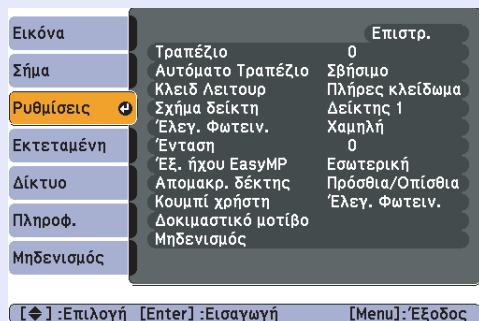 Εικόνα
Σήμα
Ρυθμίσεις
Εκτεταμένη
Δίκτυο
Πληροφ.
Μηδενισμός
Επιστρ.
Τραπέζιο 0
Αυτόματο Τραπέζιο Σβήσιμο
Κλειδ Λειτουρ Πλήρες κλείδωμα
Σχήμα δείκτη Δείκτης 1
Έλεγ. Φωτειν. Χαμηλή
Ένταση 0
Έξ. ήχου EasyMP Εσωτερική
Απομακρ. δέκτης Πρόσθια/Οπίσθια
Κουμπί χρήστη Έλεγ. Φωτειν.
Δοκιμαστικό μοτίβο
Μηδενισμός
[◆] :Επιλογή [Enter] :Εισαγωγή [Menu]:Έξοδος